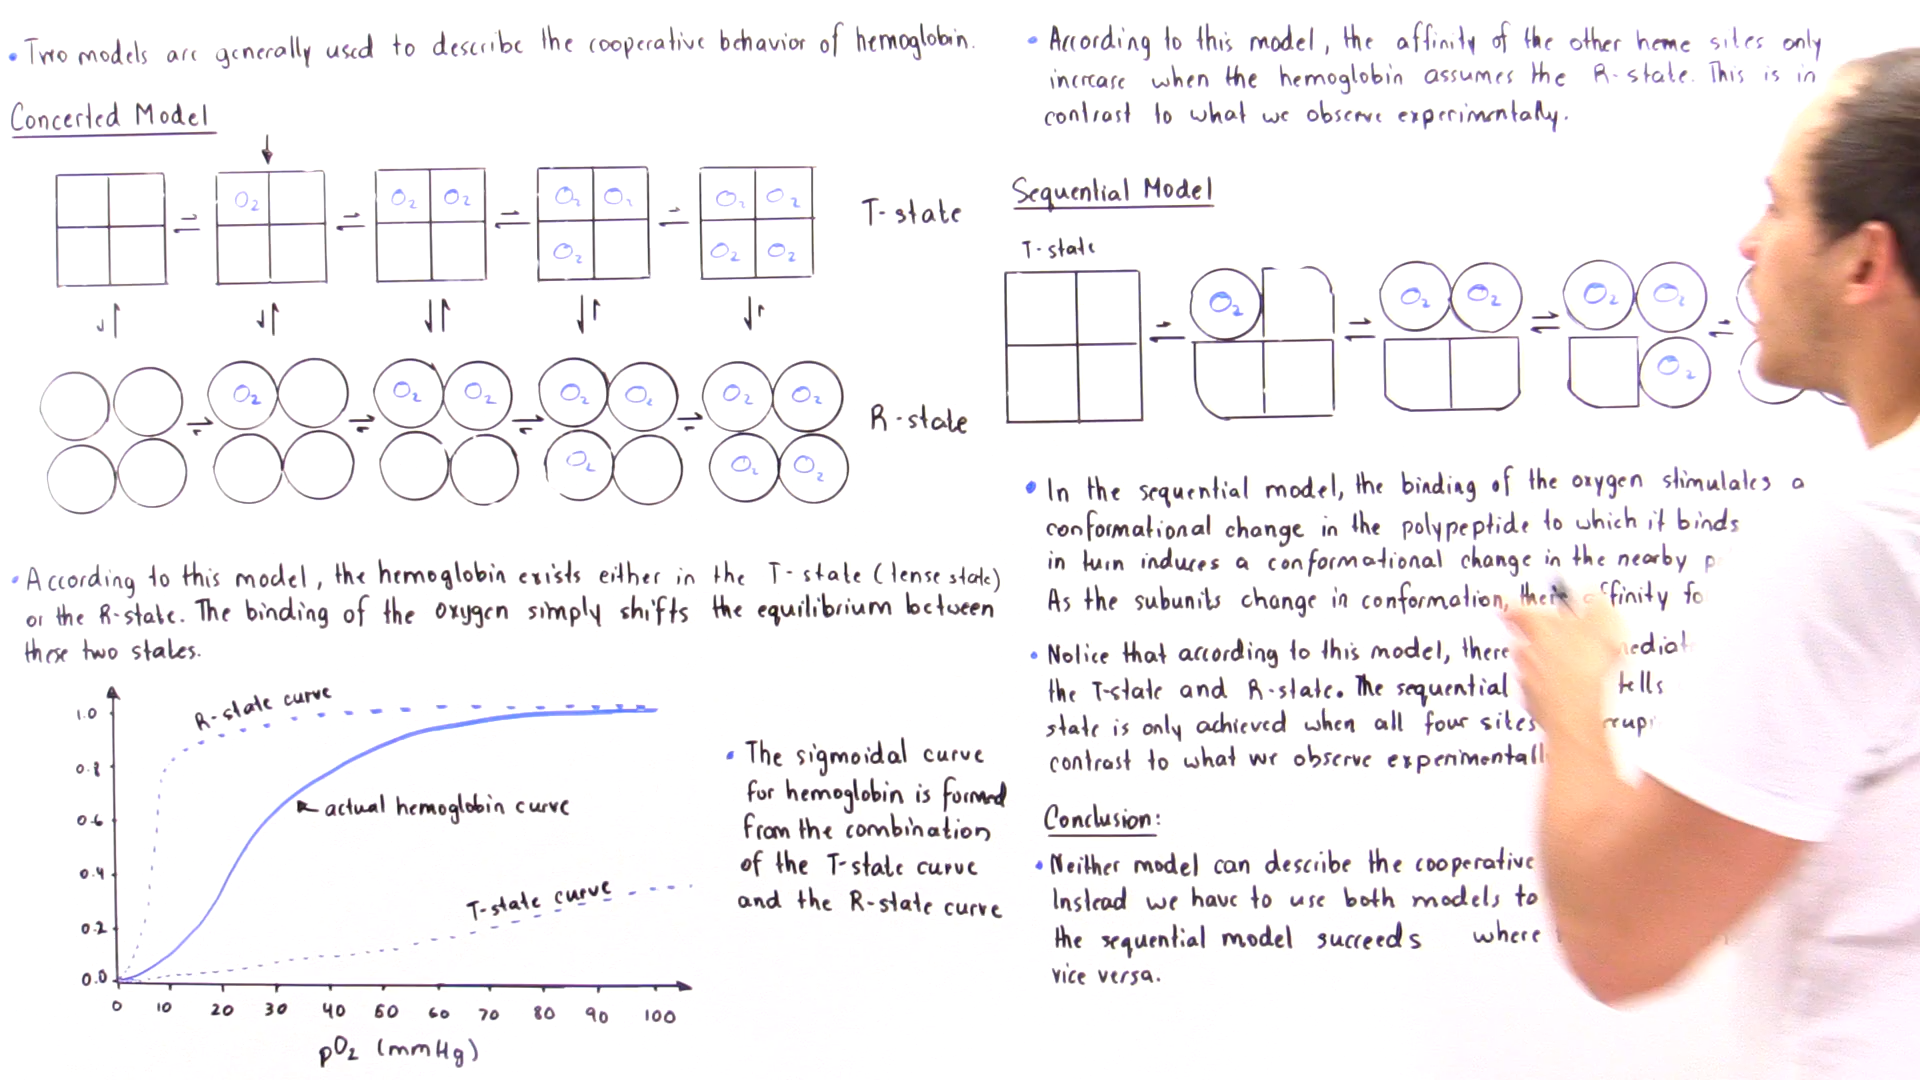 • Two models are generally used to describe the cooperative behavior of hemoglobin.
Concerted Model
O2 O2 O2 O2 O2 O2 O2
T-state
O2 O2 O2 O2
O2 O2 O2 O2 O2 O2 O2
R-state
O2 O2 O2
• According to this model, the hemoglobin exists either in the T-state (tense state)
or the R-state. The binding of the oxygen simply shifts the equilibrium between
these two states.
R-state curve
actual hemoglobin curve
T-state curve
1.0
0.8
0.6
0.4
0.2
0.0
0 10 20 30 40 50 60 70 80 90 100
pO2 (mmHg)
• The sigmoidal curve
for hemoglobin is formed
from the combination
of the T-state curve
and the R-state curve
• According to this model, the affinity of the other heme sites only
increase when the hemoglobin assumes the R-state. This is in
contrast to what we observe experimentally.
Sequential Model
T-state
O2 O2 O2 O2 O2
O2
• In the sequential model, the binding of the oxygen stimulates a
conformational change in the polypeptide to which it binds
in turn induces a conformational change in the nearby
As the subunits change in conformation, their affinity fo
• Notice that according to this model, there
the T-state and R-state. The sequential tells
state is only achieved when all four sites
contrast to what we observe experimentall
Conclusion:
• Neither model can describe the cooperative
Instead we have to use both models to
the sequential model succeeds where
vice versa.